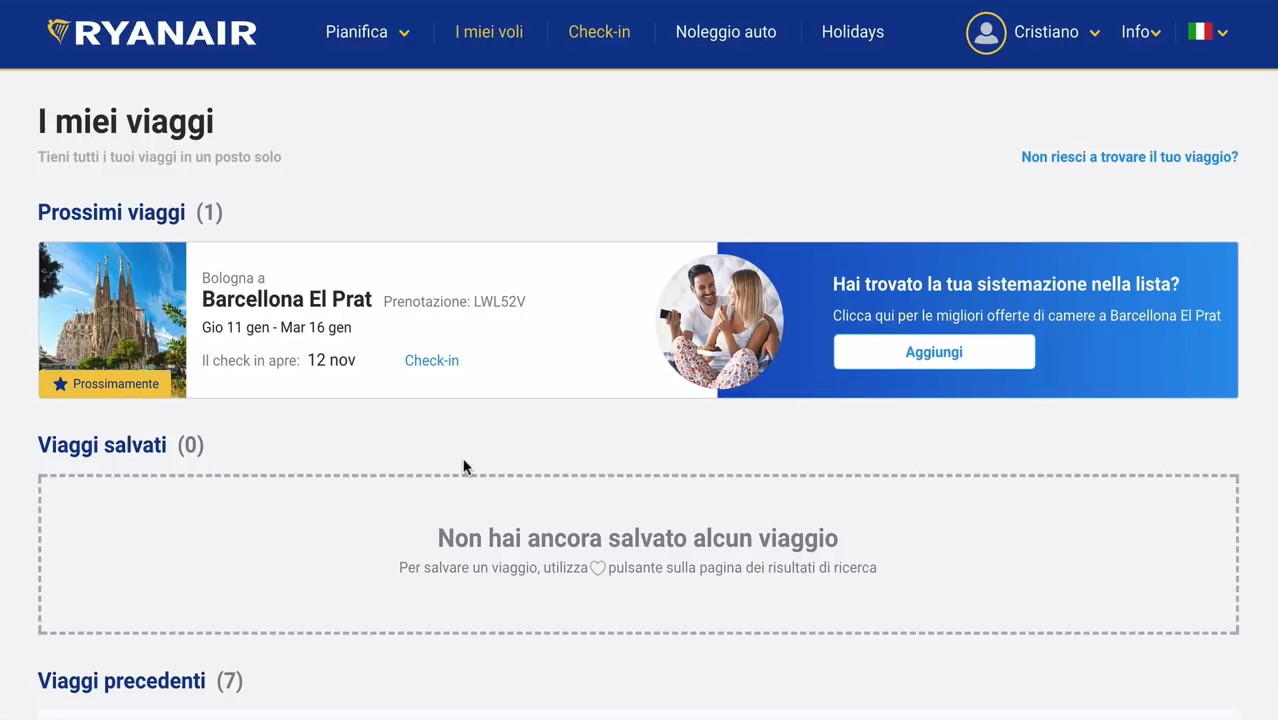 RYANAIR
Pianifica
I miei voli
Check-in
Noleggio auto
Holidays
Cristiano
Info
I miei viaggi
Tieni tutti i tuoi viaggi in un posto solo
Non riesci a trovare il tuo viaggio?
Prossimi viaggi (1)
Bologna a
Barcellona El Prat Prenotazione: LWL52V
Gio 11 gen - Mar 16 gen
Il check in apre: 12 nov Check-in
Prossimamente
Hai trovato la tua sistemazione nella lista?
Clicca qui per le migliori offerte di camere a Barcellona El Prat
Aggiungi
Viaggi salvati (0)
Non hai ancora salvato alcun viaggio
Per salvare un viaggio, utilizza pulsante sulla pagina dei risultati di ricerca
Viaggi precedenti (7)